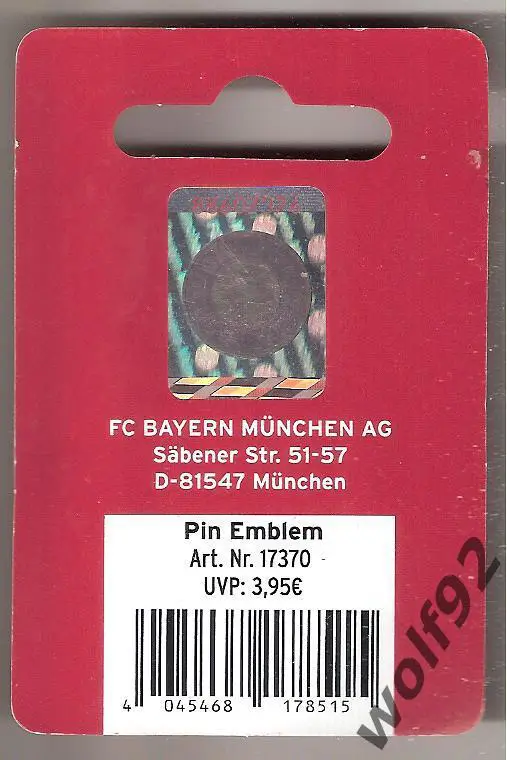 FC BAYERN MÜNCHEN AG
Säbener Str. 51-57
D-81547 München
Pin Emblem
Art. Nr. 17370 -
UVP: 3,95€
4 045468 178515
wolf92